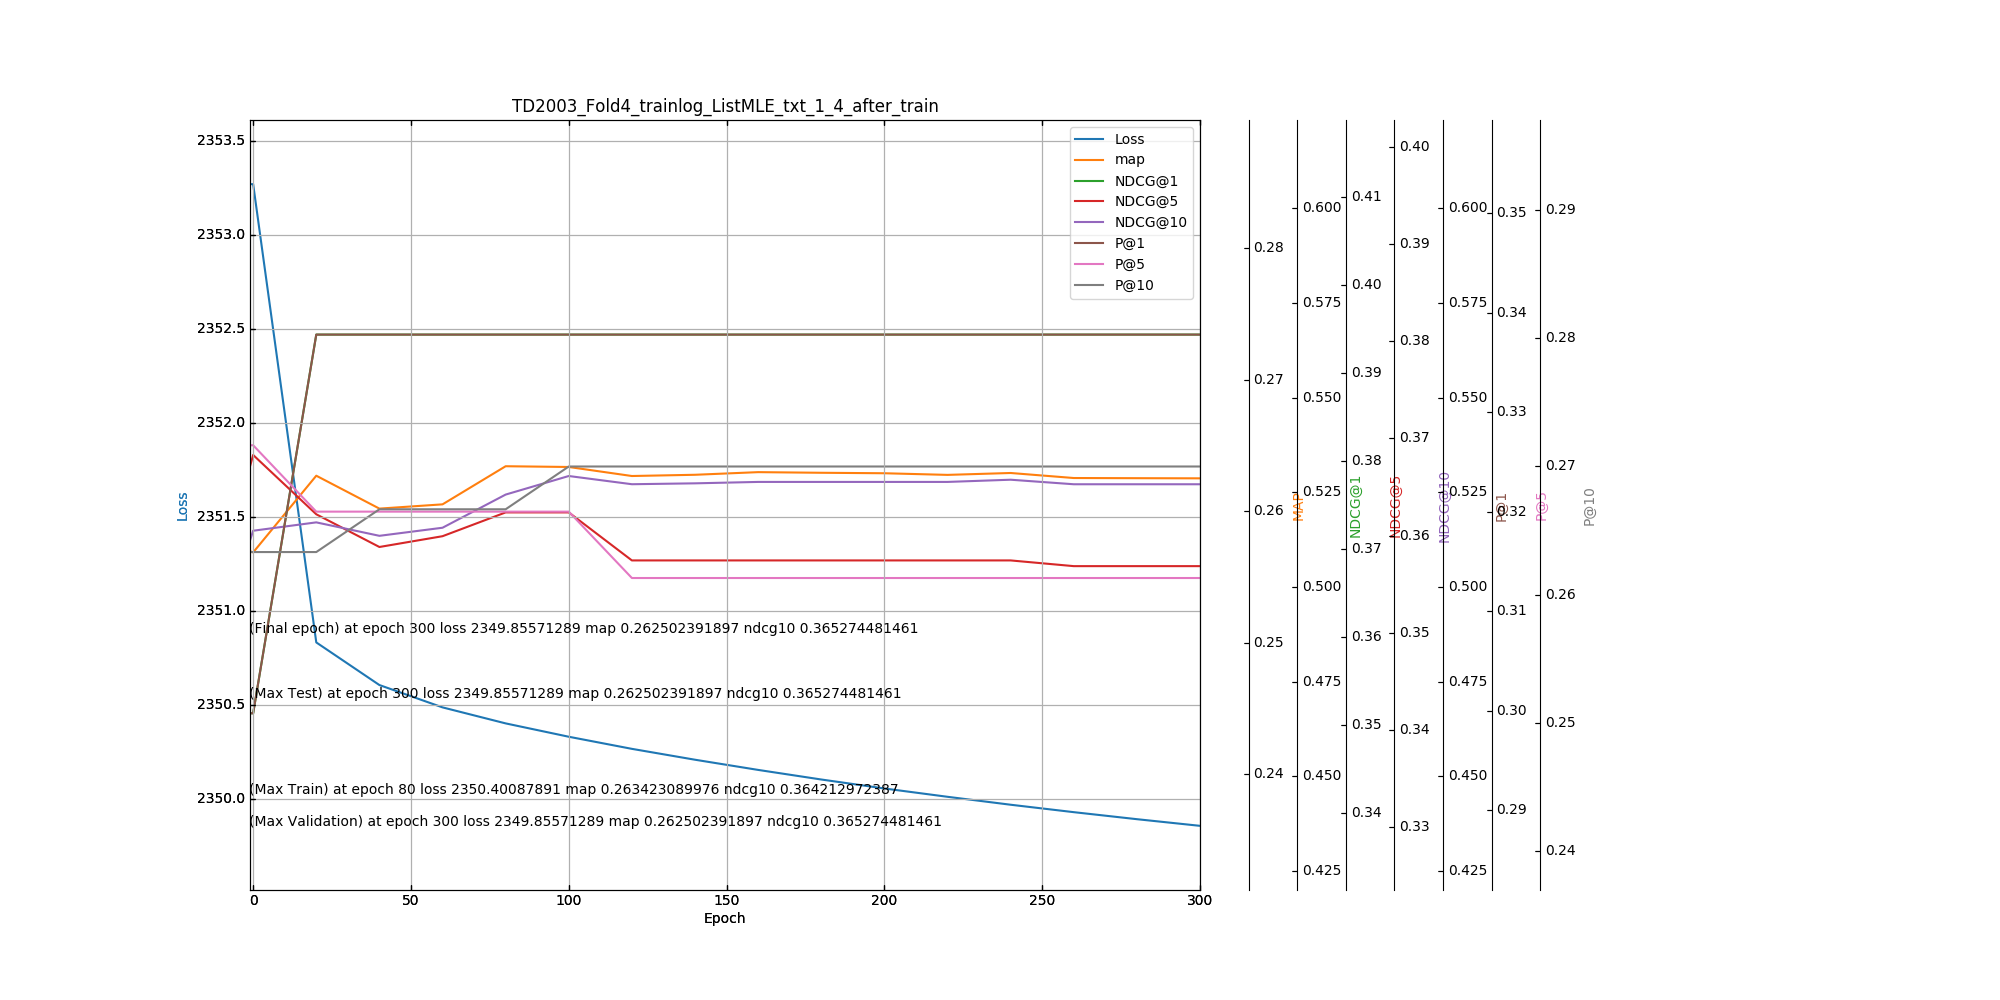 TD2003_Fold4_trainlog_ListMLE_txt_1_4_after_train
Loss
map
NDCG@1
NDCG@5
NDCG@10
P@1
P@5
P@10
2353.5
2353.0
2352.5
2352.0
2351.5
2351.0
2350.5
2350.0
Loss
(Final epoch) at epoch 300 loss 2349.85571289 map 0.262502391897 ndcg10 0.365274481461
(Max Test) at epoch 300 loss 2349.85571289 map 0.262502391897 ndcg10 0.365274481461
(Max Train) at epoch 80 loss 2350.40087891 map 0.263423089976 ndcg10 0.364212972387
(Max Validation) at epoch 300 loss 2349.85571289 map 0.262502391897 ndcg10 0.365274481461
0 50 100 150 200 250 300
Epoch
0.28
0.27
0.26
0.25
0.24
MAP
0.600
0.575
0.550
0.525
0.500
0.475
0.450
0.425
NDCG@1
0.41
0.40
0.39
0.38
0.37
0.36
0.35
0.34
NDCG@5
0.40
0.39
0.38
0.37
0.36
0.35
0.34
0.33
NDCG@10
0.600
0.575
0.550
0.525
0.500
0.475
0.450
0.425
P@1
0.35
0.34
0.33
0.32
0.31
0.30
0.29
P@5
0.29
0.28
0.27
0.26
0.25
0.24
P@10